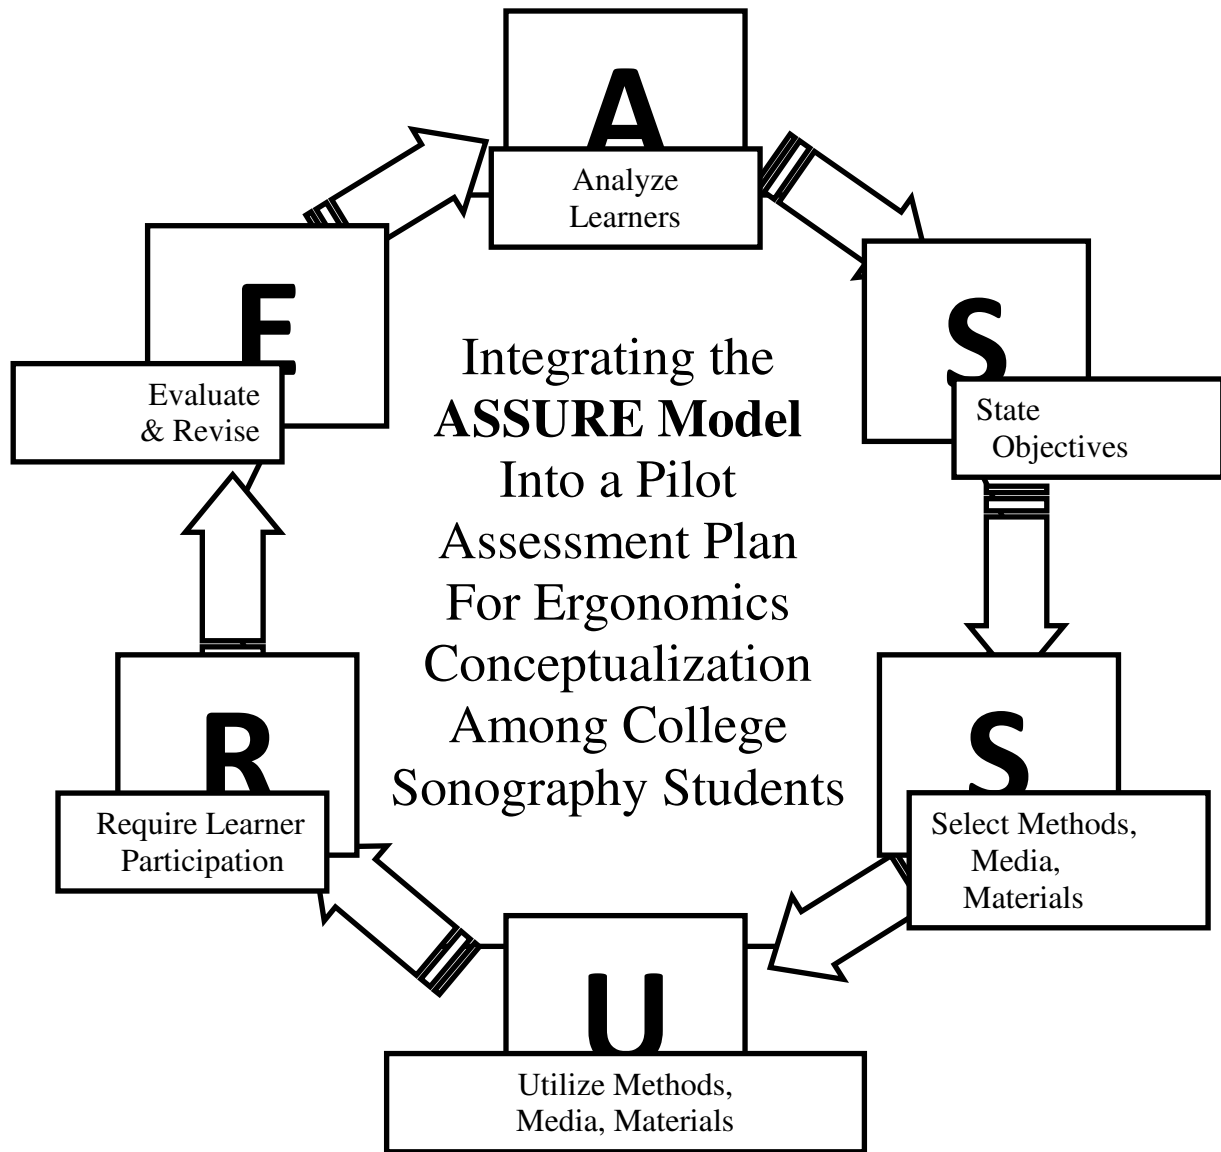 A
Analyze
Learners
S
State
Objectives
S
Select Methods,
Media,
Materials
U
Utilize Methods,
Media, Materials
R
Require Learner
Participation
E
Evaluate
& Revise
Integrating the
ASSURE Model
Into a Pilot
Assessment Plan
For Ergonomics
Conceptualization
Among College
Sonography Students